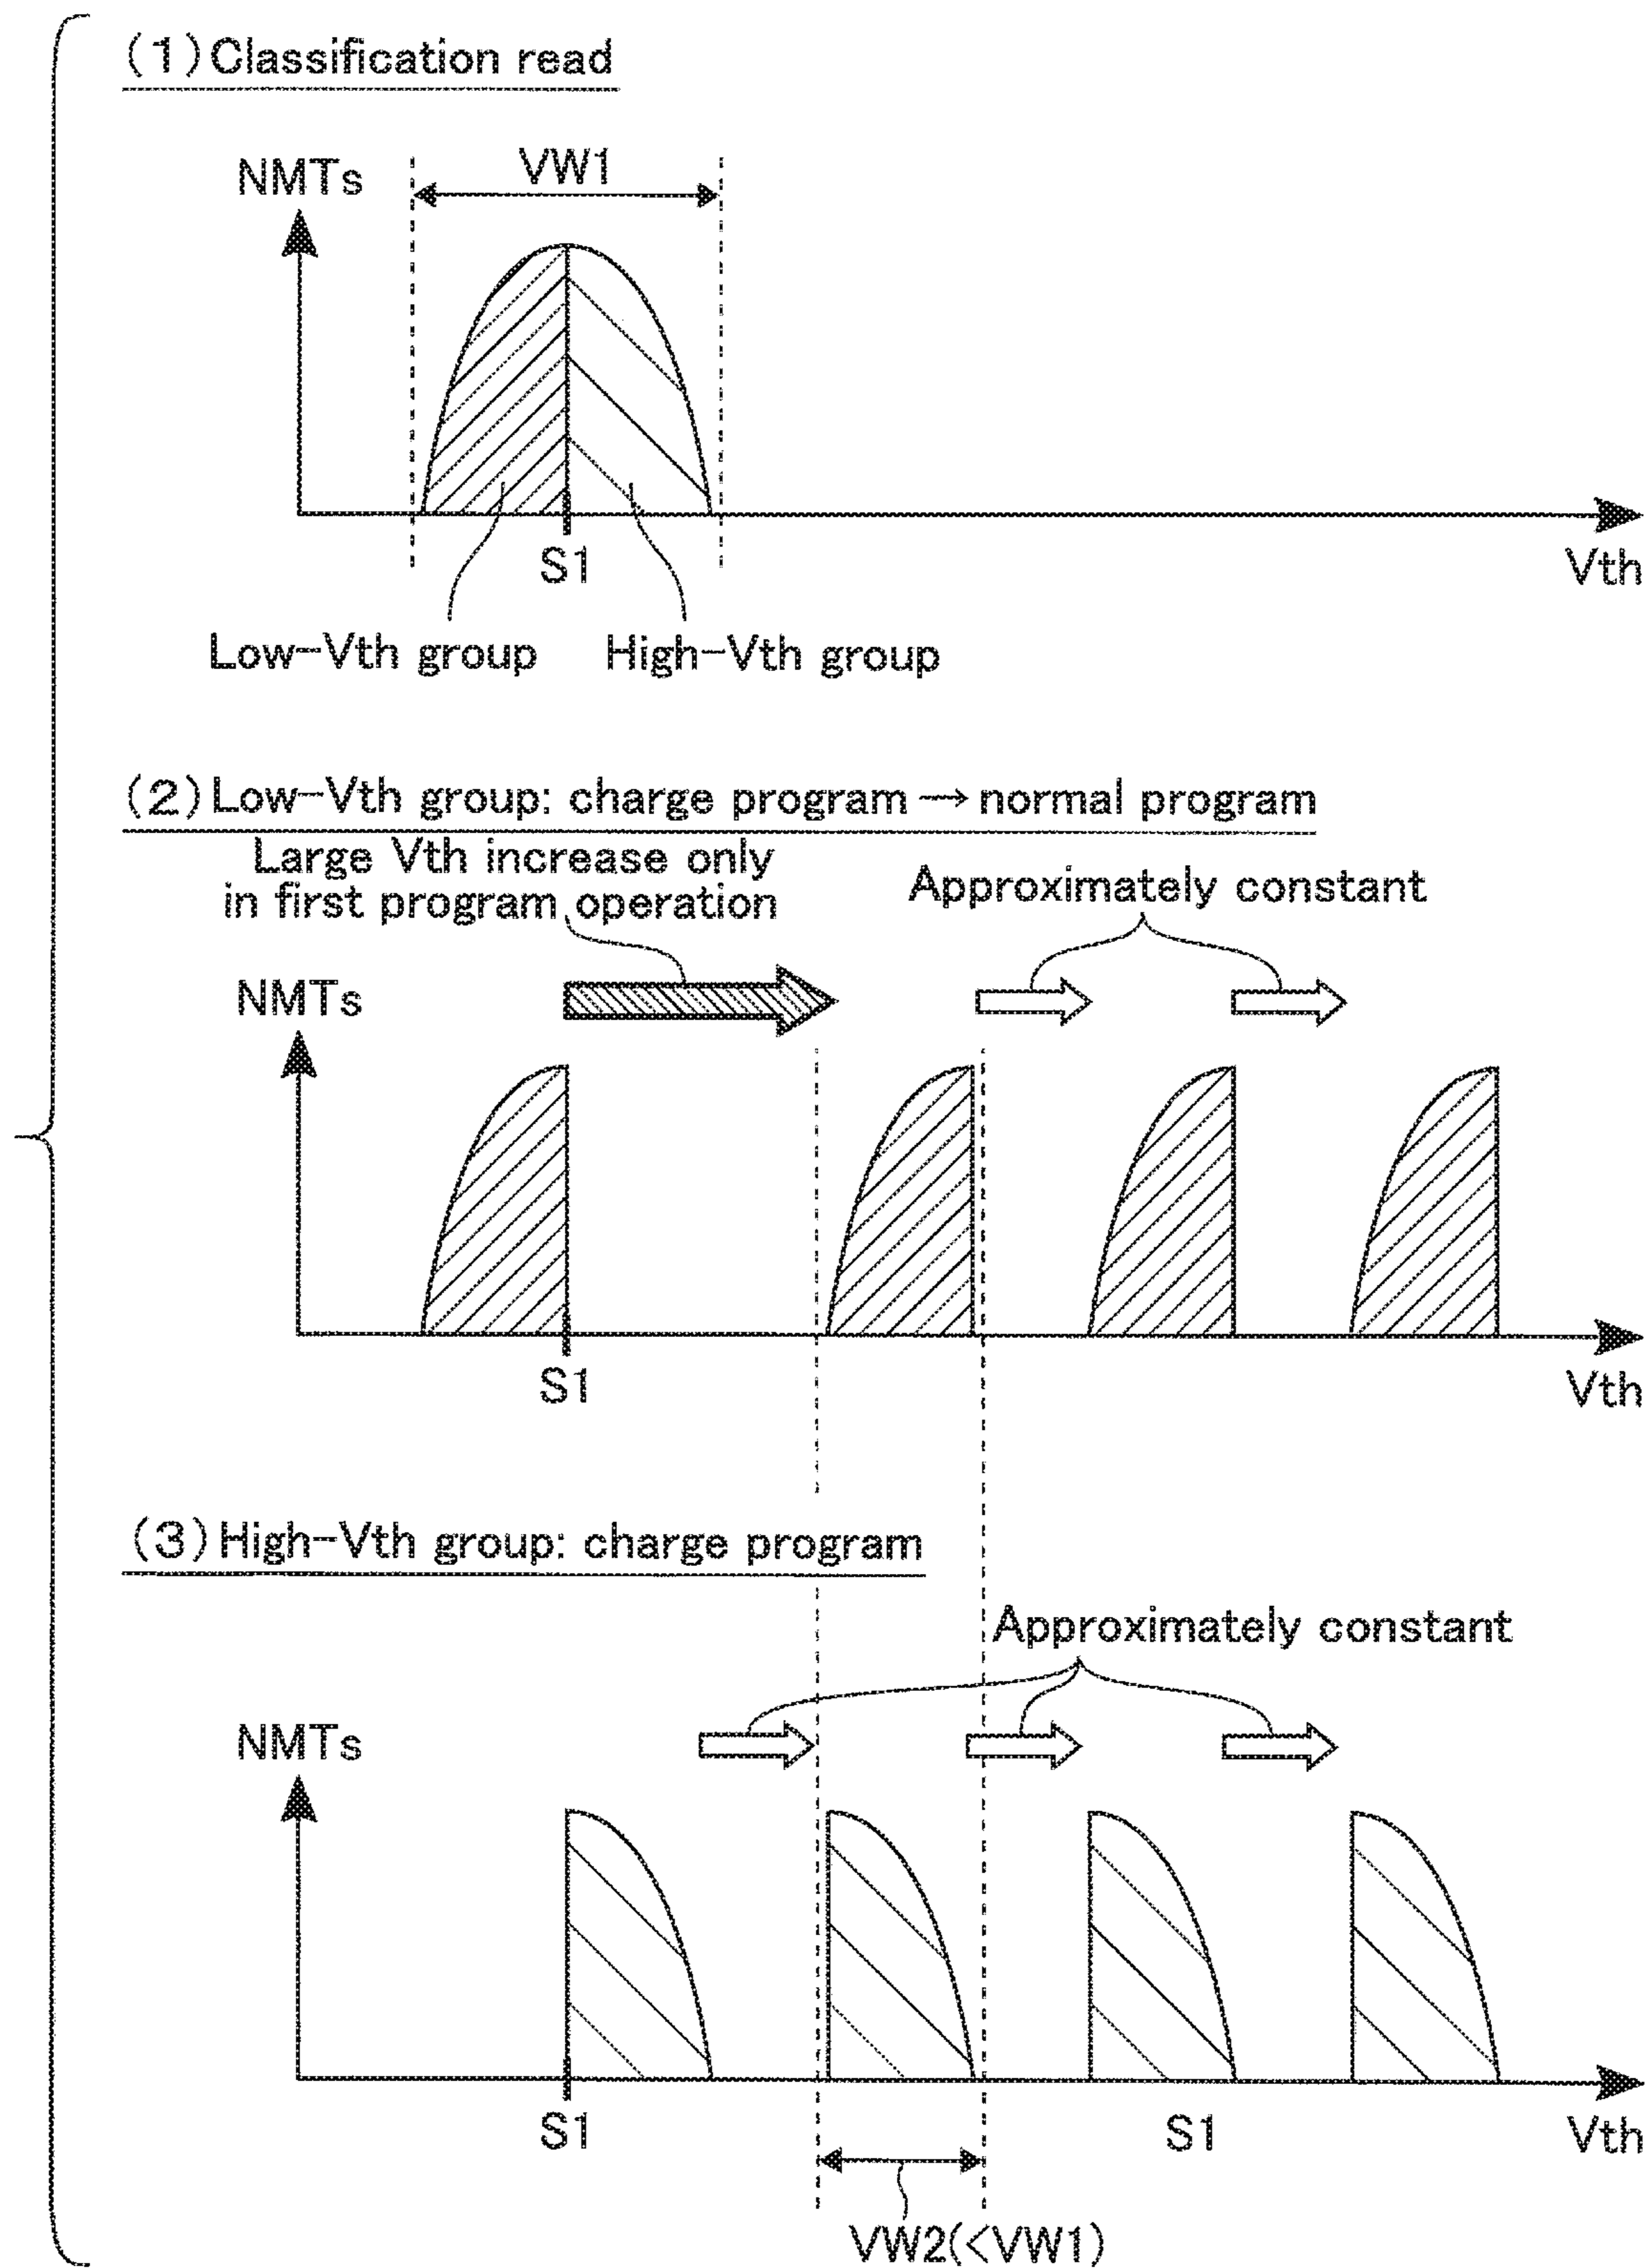 (1)Classification read
VW1
NMTs
S1
Vth
Low-Vth group
High-Vth group
(2)Low-Vth group: charge program → normal program
Large Vth increase only
in first program operation
Approximately constant
NMTs
S1
Vth
(3)High-Vth group: charge program
Approximately constant
NMTs
S1
S1
Vth
VW2(<VW1)